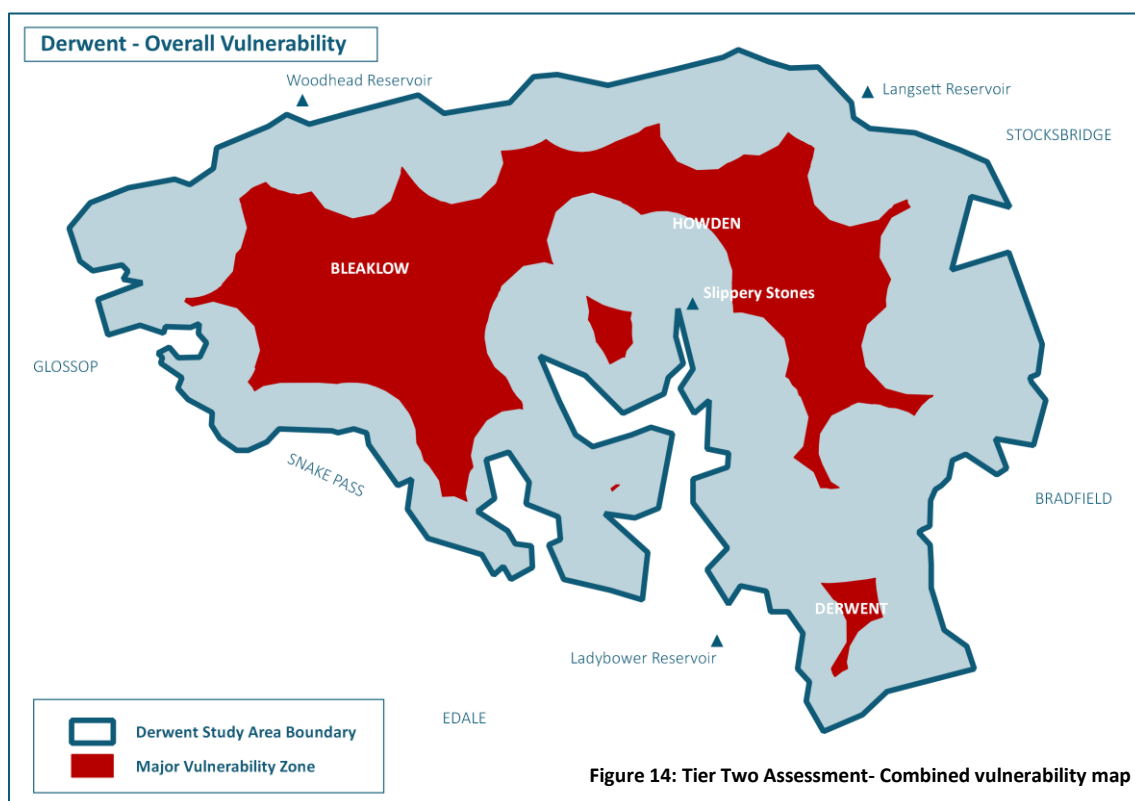 Derwent - Overall Vulnerability
Woodhead Reservoir
Langsett Reservoir
STOCKSBRIDGE
HOWDEN
BLEAKLOW
Slippery Stones
GLOSSOP
SNAKE PASS
BRADFIELD
DERWENT
Ladybower Reservoir
EDALE
Derwent Study Area Boundary
Major Vulnerability Zone
Figure 14: Tier Two Assessment- Combined vulnerability map